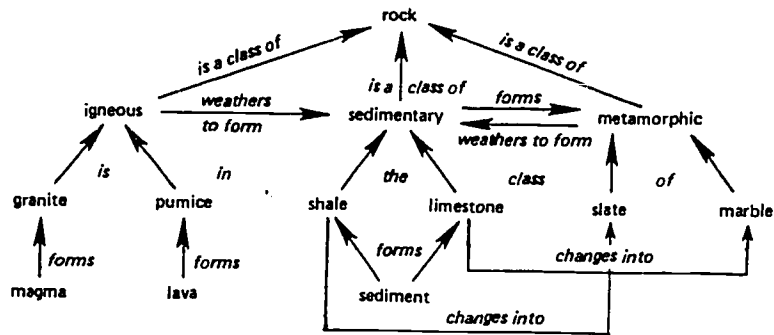 rock
is a class of
is a class of
is a class of
igneous
weathers
to form
sedimentary
forms
weathers to form
metamorphic
is
in
the
class
of
granite
pumice
shale
limestone
slate
marble
forms
forms
forms
changes into
magma
lava
sediment
changes into